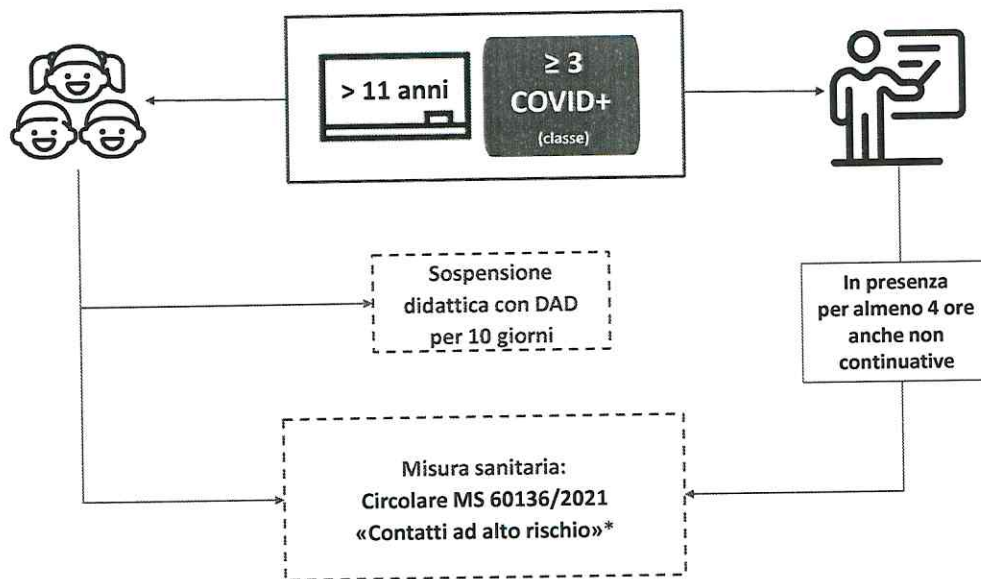 > 11 anni
≥ 3
COVID+
(classe)
Sospensione
didattica con DAD
per 10 giorni
In presenza
per almeno 4 ore
anche non
continuative
Misura sanitaria:
Circolare MS 60136/2021
«Contatti ad alto rischio»*